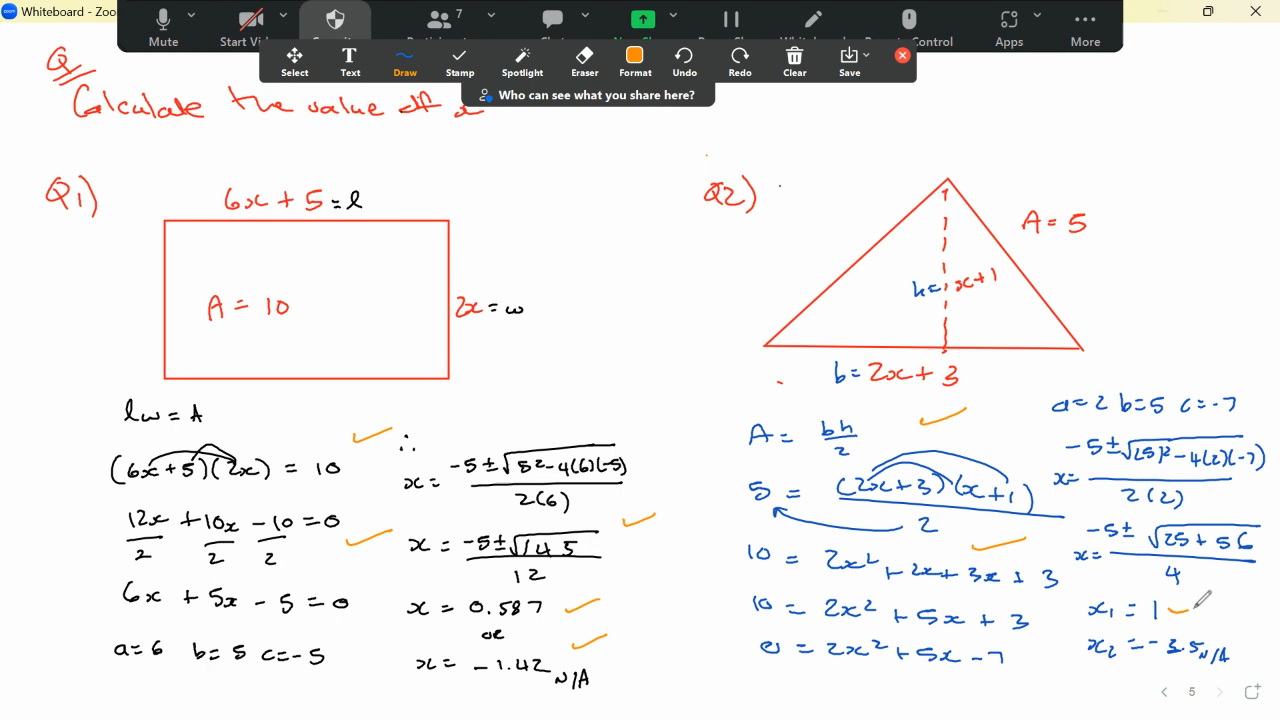 Whiteboard - Zoo
Mute
Start Vid
7
Control
Apps
More
Select
Text
Draw
Stamp
Spotlight
Eraser
Format
Undo
Redo
Clear
Save
Who can see what you share here?
Q
Calculate the value of x
Q1)
6x + 5 = l
A = 10
2x = w
lw = A
(6x+5)(2x) = 10
12x + 10x - 10 = 0
2 2 2
6x + 5x - 5 = 0
a=6 b=5 c=-5
∴
x = -5±√5²-4(6)(-5)
2(6)
x = -5±√145
12
x = 0.587
or
x = -1.42 N/A
Q2)
A = 5
h = x+1
b = 2x + 3
A = bh
2
5 = (2x+3)(x+1)
2
10 = 2x² + 2x + 3x + 3
10 = 2x² + 5x + 3
0 = 2x² + 5x - 7
a=2 b=5 c=-7
x = -5±√(5)²-4(2)(-7)
2(2)
x = -5± √25+56
4
x₁ = 1
x₂ = -3.5 N/A
5